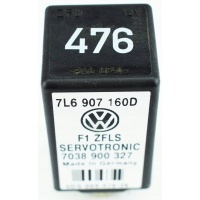 476
7L6 907 160D
F1 ZFLS
SERVOTRONIC
7038 900 327
Made in Germany